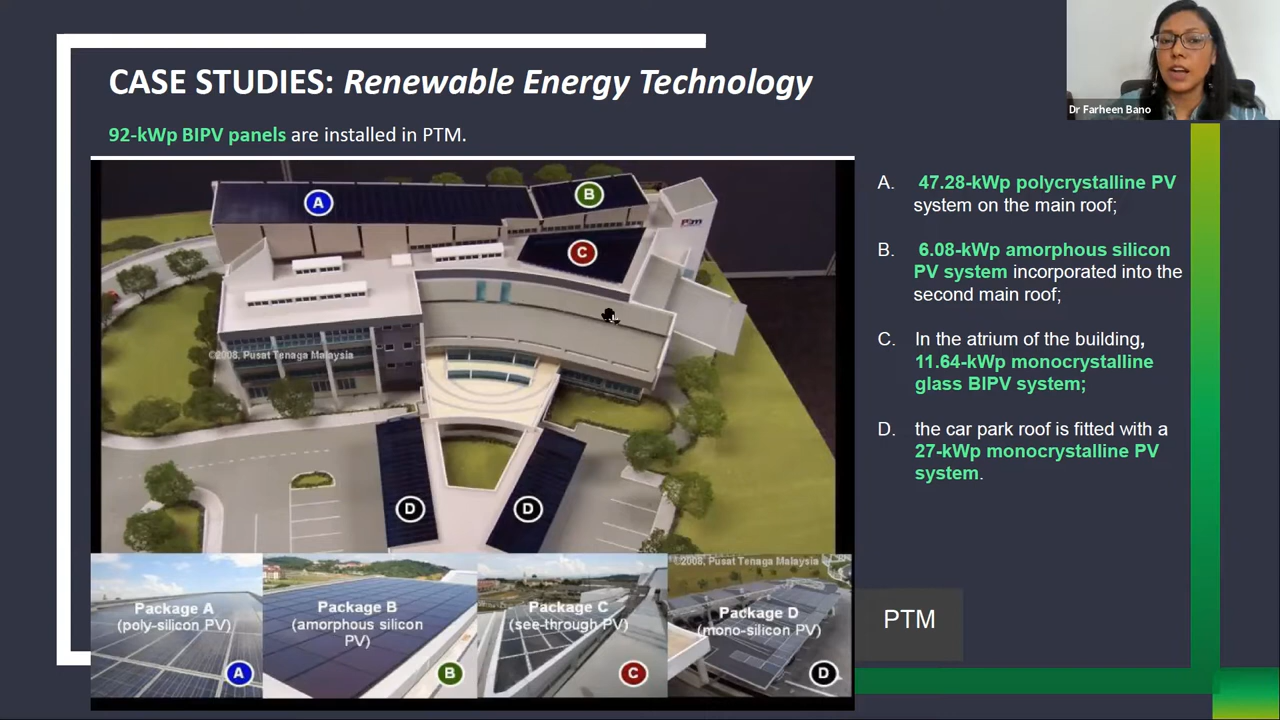 CASE STUDIES: Renewable Energy Technology
Dr Farheen Bano
92-kWp BIPV panels are installed in PTM.
A
B
C
©2008, Pusat Tenaga Malaysia
D
D
Package A
(poly-silicon PV)
A
Package B
(amorphous silicon
PV)
B
Package C
(see-through PV)
C
©2008, Pusat Tenaga Malaysia
Package D
(mono-silicon PV)
D
A. 47.28-kWp polycrystalline PV
system on the main roof;
B. 6.08-kWp amorphous silicon
PV system incorporated into the
second main roof;
C. In the atrium of the building,
11.64-kWp monocrystalline
glass BIPV system;
D. the car park roof is fitted with a
27-kWp monocrystalline PV
system.
PTM